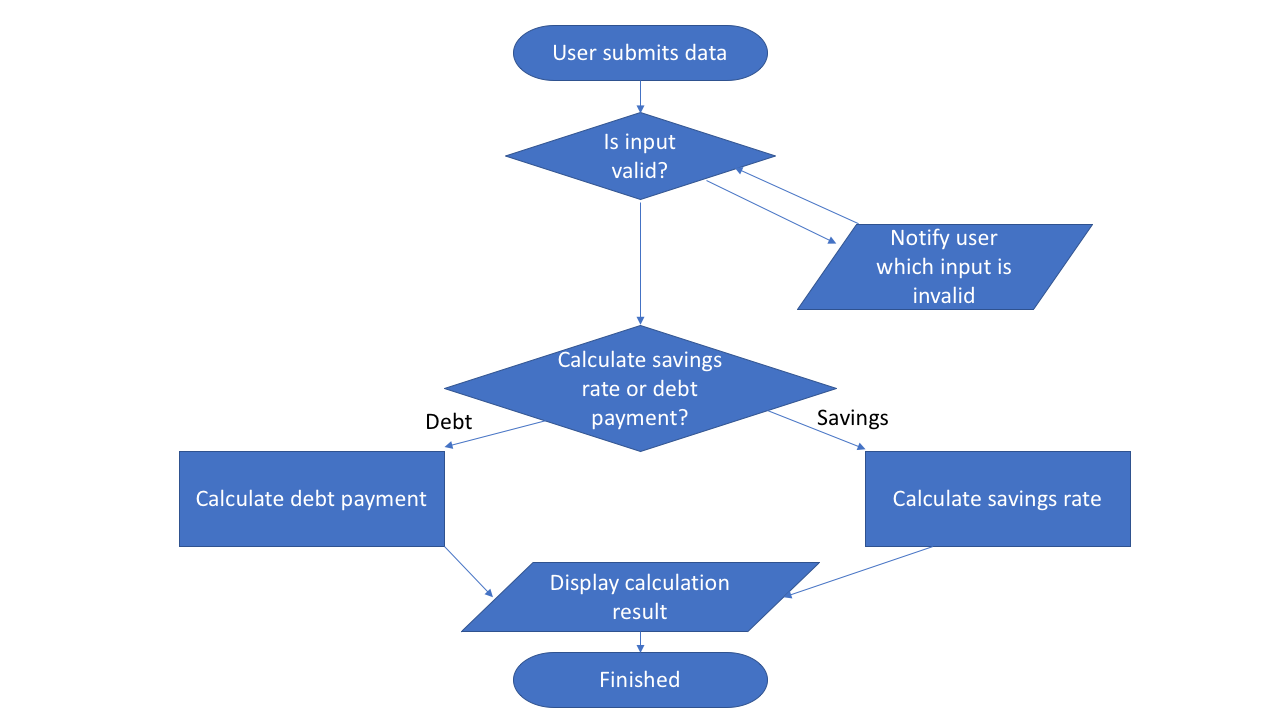 User submits data
Is input
valid?
Notify user
which input is
invalid
Calculate savings
rate or debt
payment?
Debt
Savings
Calculate debt payment
Calculate savings rate
Display calculation
result
Finished